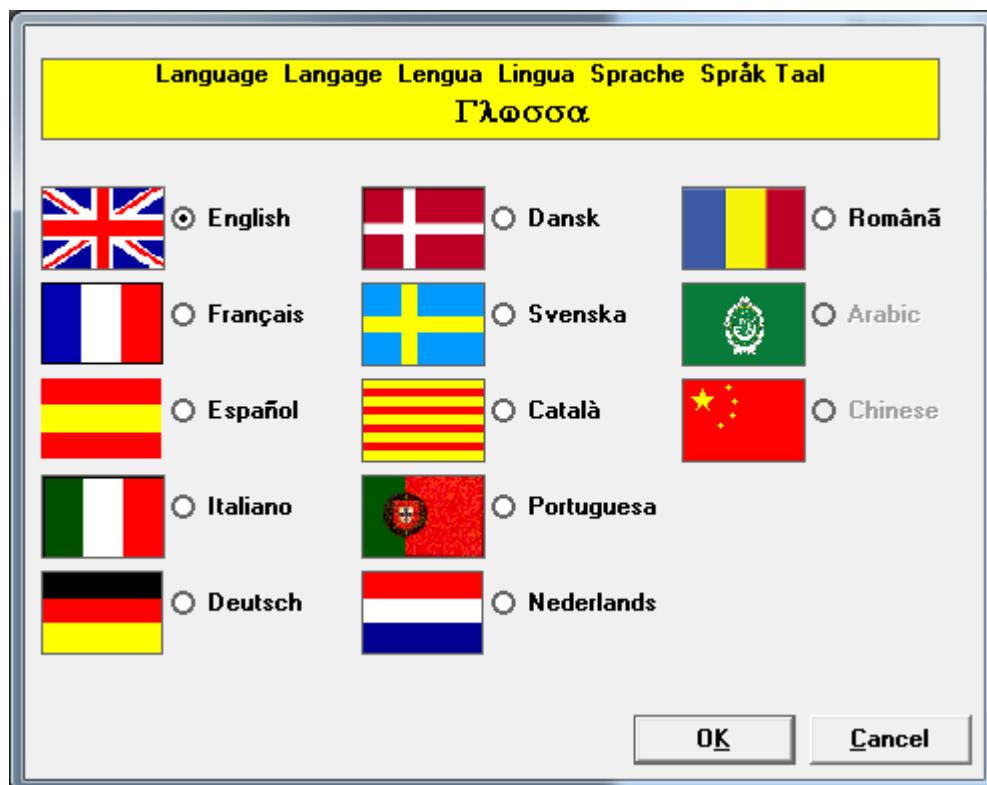 Language Langage Lengua Lingua Sprache Språk Taal
Γλωσσα
English
Français
Español
Italiano
Deutsch
Dansk
Svenska
Català
Portuguesa
Nederlands
Românã
Arabic
Chinese
OK
Cancel